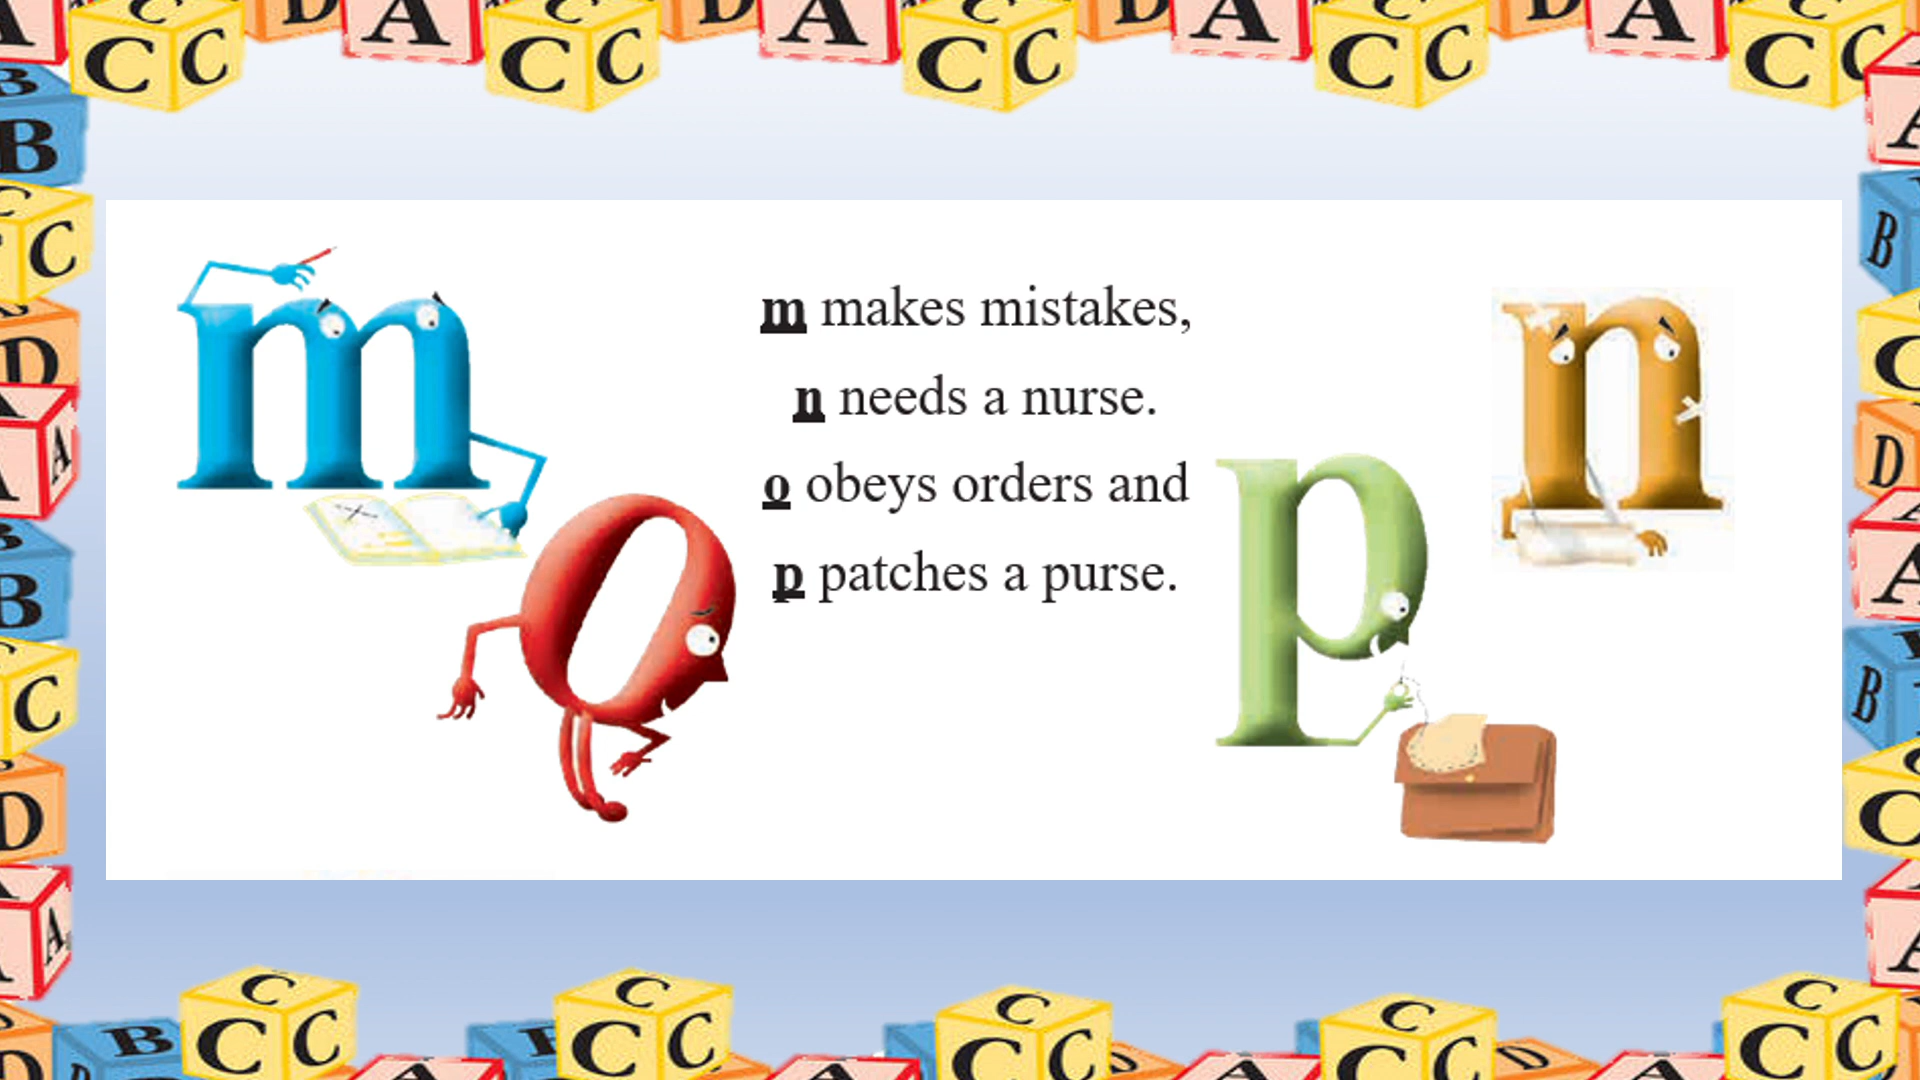 m makes mistakes,
n needs a nurse.
o obeys orders and
p patches a purse.